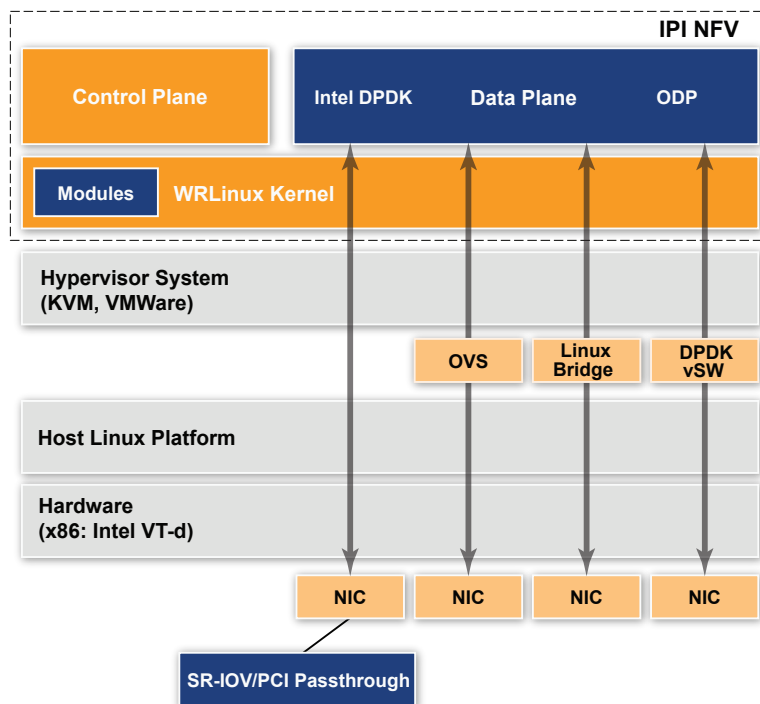 IPI NFV
Control Plane
Intel DPDK
Data Plane
ODP
Modules
WRLinux Kernel
Hypervisor System
(KVM, VMWare)
OVS
Linux
Bridge
DPDK
vSW
Host Linux Platform
Hardware
(x86: Intel VT-d)
NIC
NIC
NIC
NIC
SR-IOV/PCI Passthrough